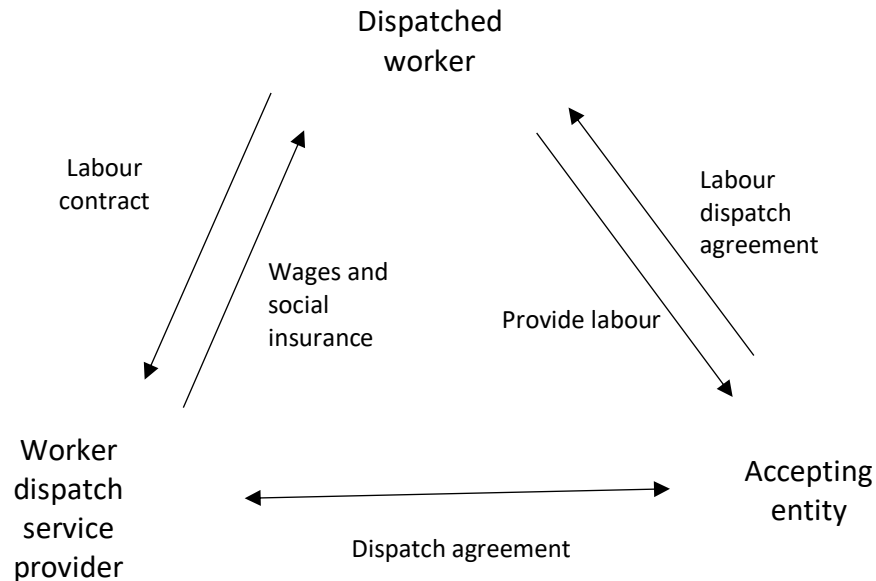 Dispatched
worker
Labour
contract
Labour
dispatch
agreement
Wages and
social
insurance
Provide labour
Worker
dispatch
service
provider
Accepting
entity
Dispatch agreement